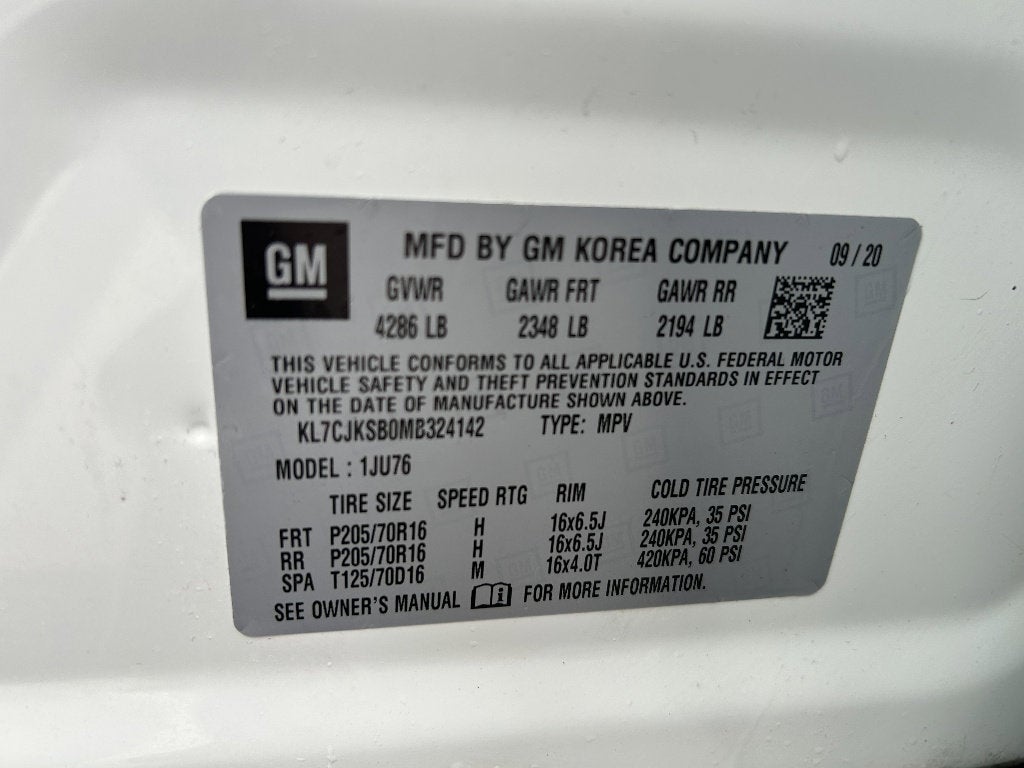 GM
MFD BY GM KOREA COMPANY 09/20
GVWR GAWR FRT GAWR RR
4286 LB 2348 LB 2194 LB
THIS VEHICLE CONFORMS TO ALL APPLICABLE U.S. FEDERAL MOTOR
VEHICLE SAFETY AND THEFT PREVENTION STANDARDS IN EFFECT
ON THE DATE OF MANUFACTURE SHOWN ABOVE.
KL7CJKSB0MB324142 TYPE: MPV
MODEL : 1JU76
TIRE SIZE SPEED RTG RIM COLD TIRE PRESSURE
FRT P205/70R16 H 16x6.5J 240KPA, 35 PSI
RR P205/70R16 H 16x6.5J 240KPA, 35 PSI
SPA T125/70D16 M 16x4.0T 420KPA, 60 PSI
SEE OWNER'S MANUAL FOR MORE INFORMATION.